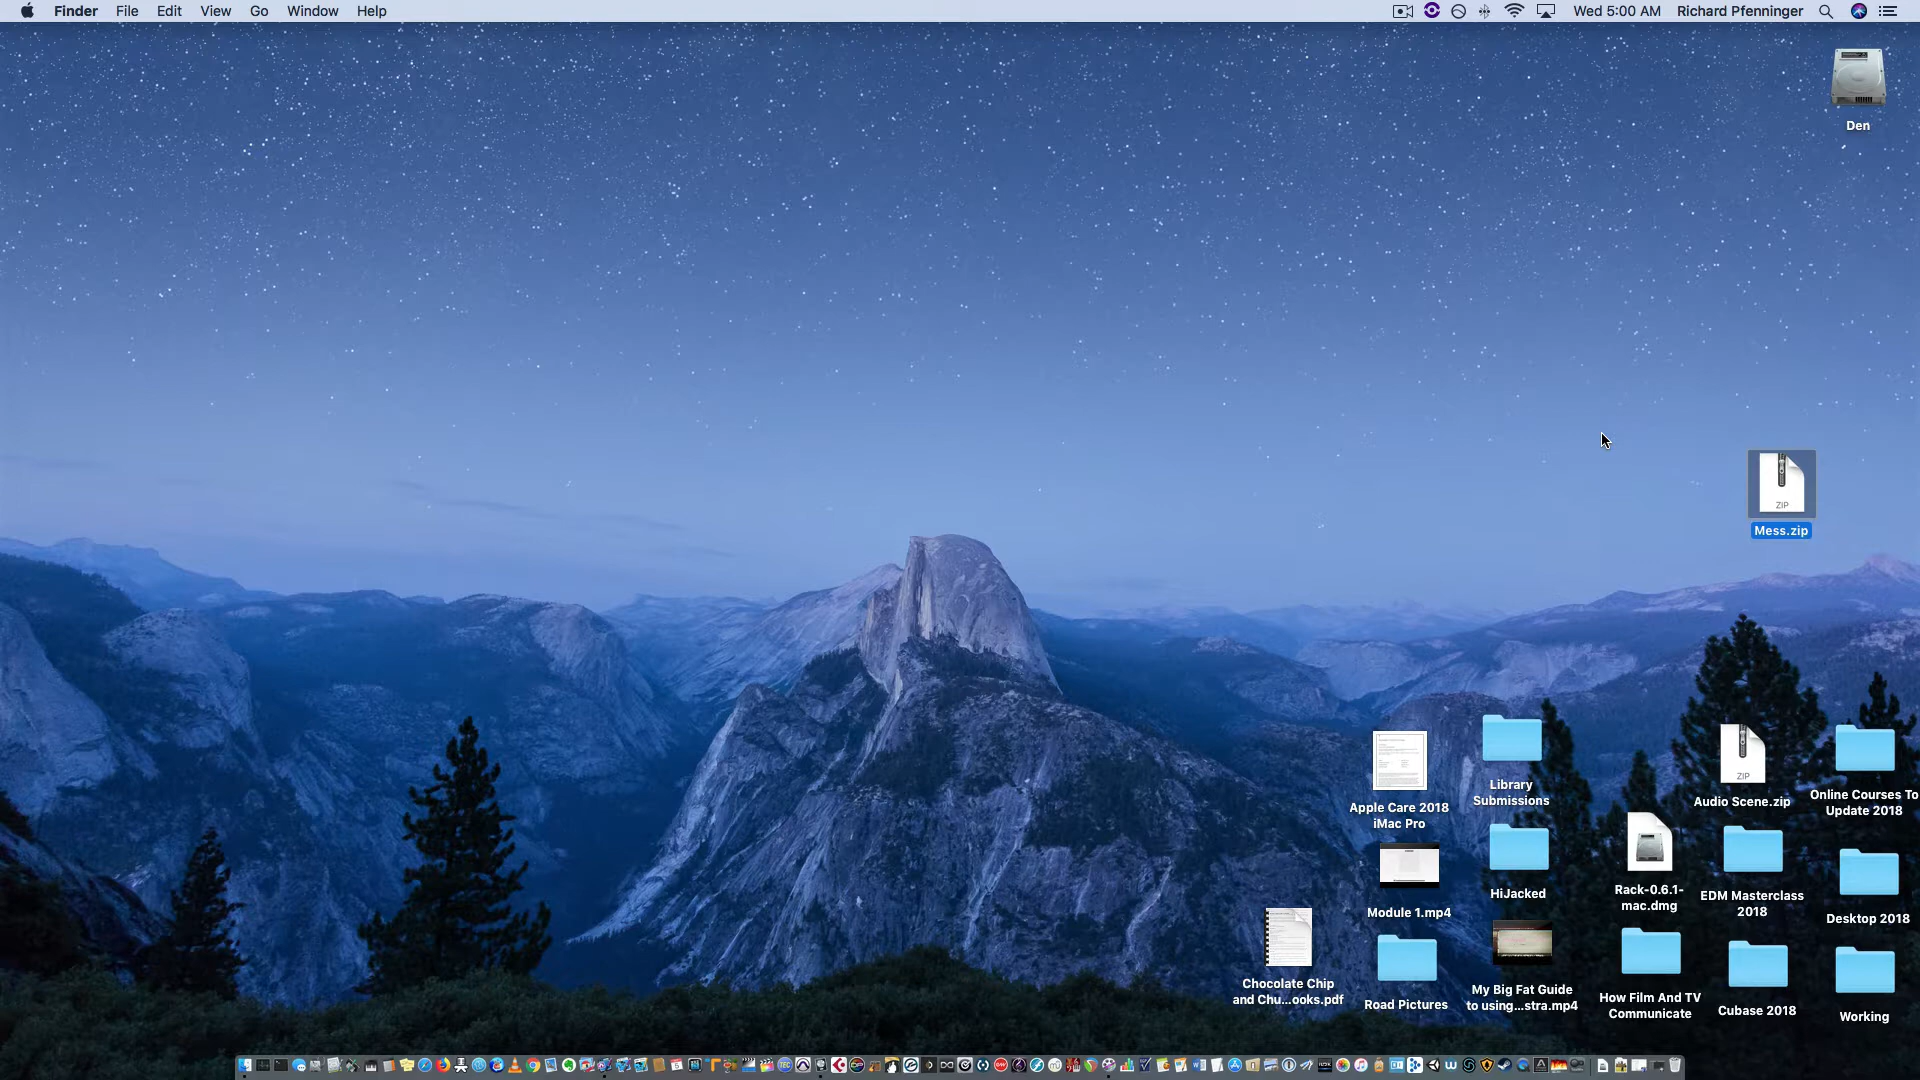 Finder File Edit View Go Window Help
Wed 5:00 AM Richard Pfenninger
Den
ZIP
Mess.zip
Apple Care 2018
iMac Pro
Library
Submissions
ZIP
Audio Scene.zip
Online Courses To
Update 2018
Module 1.mp4
HiJacked
Rack-0.6.1-
mac.dmg
EDM Masterclass
2018
Desktop 2018
Chocolate Chip
and Chu...ooks.pdf
Road Pictures
My Big Fat Guide
to using...stra.mp4
How Film And TV
Communicate
Cubase 2018
Working